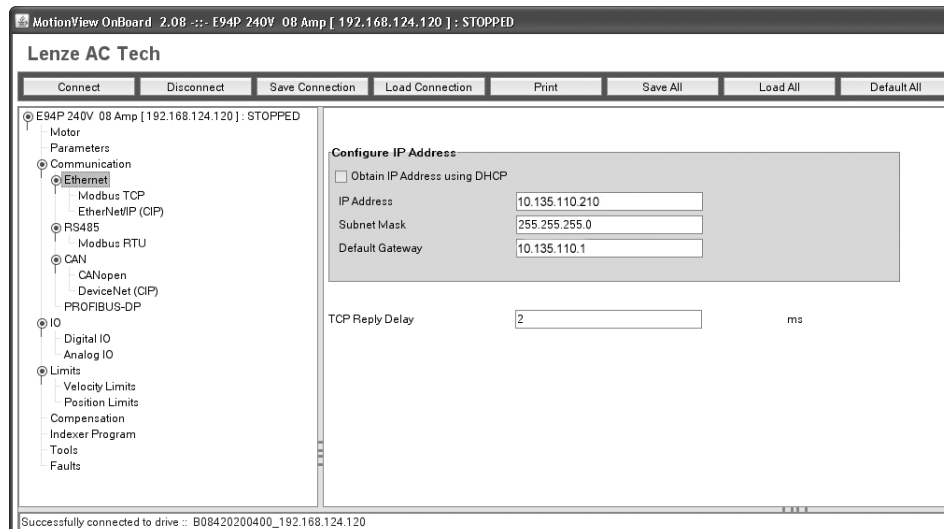 MotionView OnBoard 2.08 -::- E94P 240V 08 Amp [ 192.168.124.120 ] : STOPPED
Lenze AC Tech
Connect Disconnect Save Connection Load Connection Print Save All Load All Default All
E94P 240V 08 Amp [ 192.168.124.120 ] : STOPPED
Motor
Parameters
Communication
Ethernet
Modbus TCP
EtherNet/IP (CIP)
RS485
Modbus RTU
CAN
CANopen
DeviceNet (CIP)
PROFIBUS-DP
IO
Digital IO
Analog IO
Limits
Velocity Limits
Position Limits
Compensation
Indexer Program
Tools
Faults
Configure IP Address
Obtain IP Address using DHCP
IP Address 10.135.110.210
Subnet Mask 255.255.255.0
Default Gateway 10.135.110.1
TCP Reply Delay 2 ms
Successfully connected to drive :: B08420200400_192.168.124.120